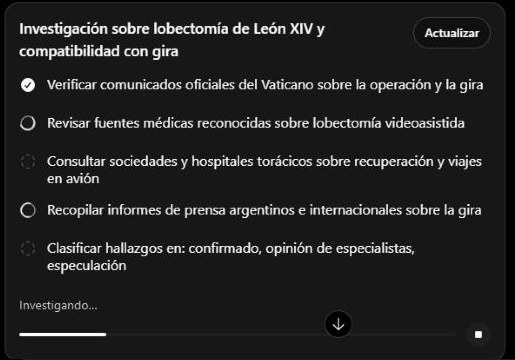 Investigación sobre lobectomía de León XIV y
compatibilidad con gira
Actualizar
Verificar comunicados oficiales del Vaticano sobre la operación y la gira
Revisar fuentes médicas reconocidas sobre lobectomía videoasistida
Consultar sociedades y hospitales torácicos sobre recuperación y viajes
en avión
Recopilar informes de prensa argentinos e internacionales sobre la gira
Clasificar hallazgos en: confirmado, opinión de especialistas,
especulación
Investigando...